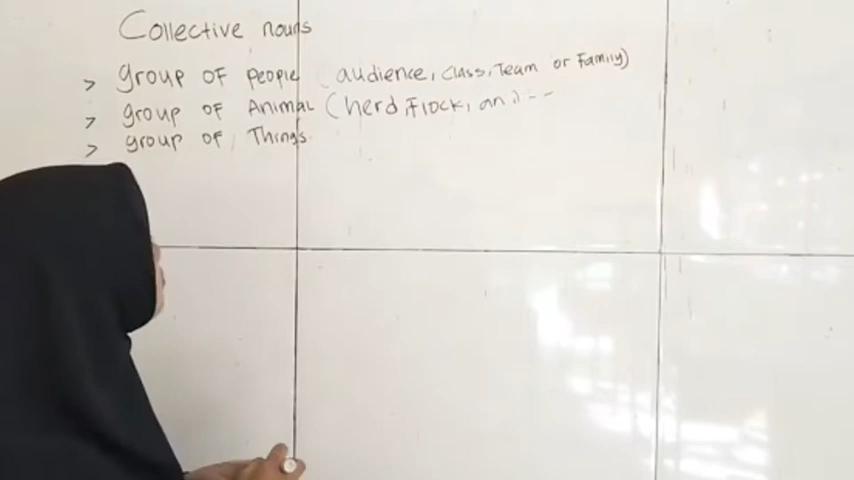 Collective nouns
> group of people (audience, class, Team or Family)
> group of Animal (herd, Flock,
> group of Things